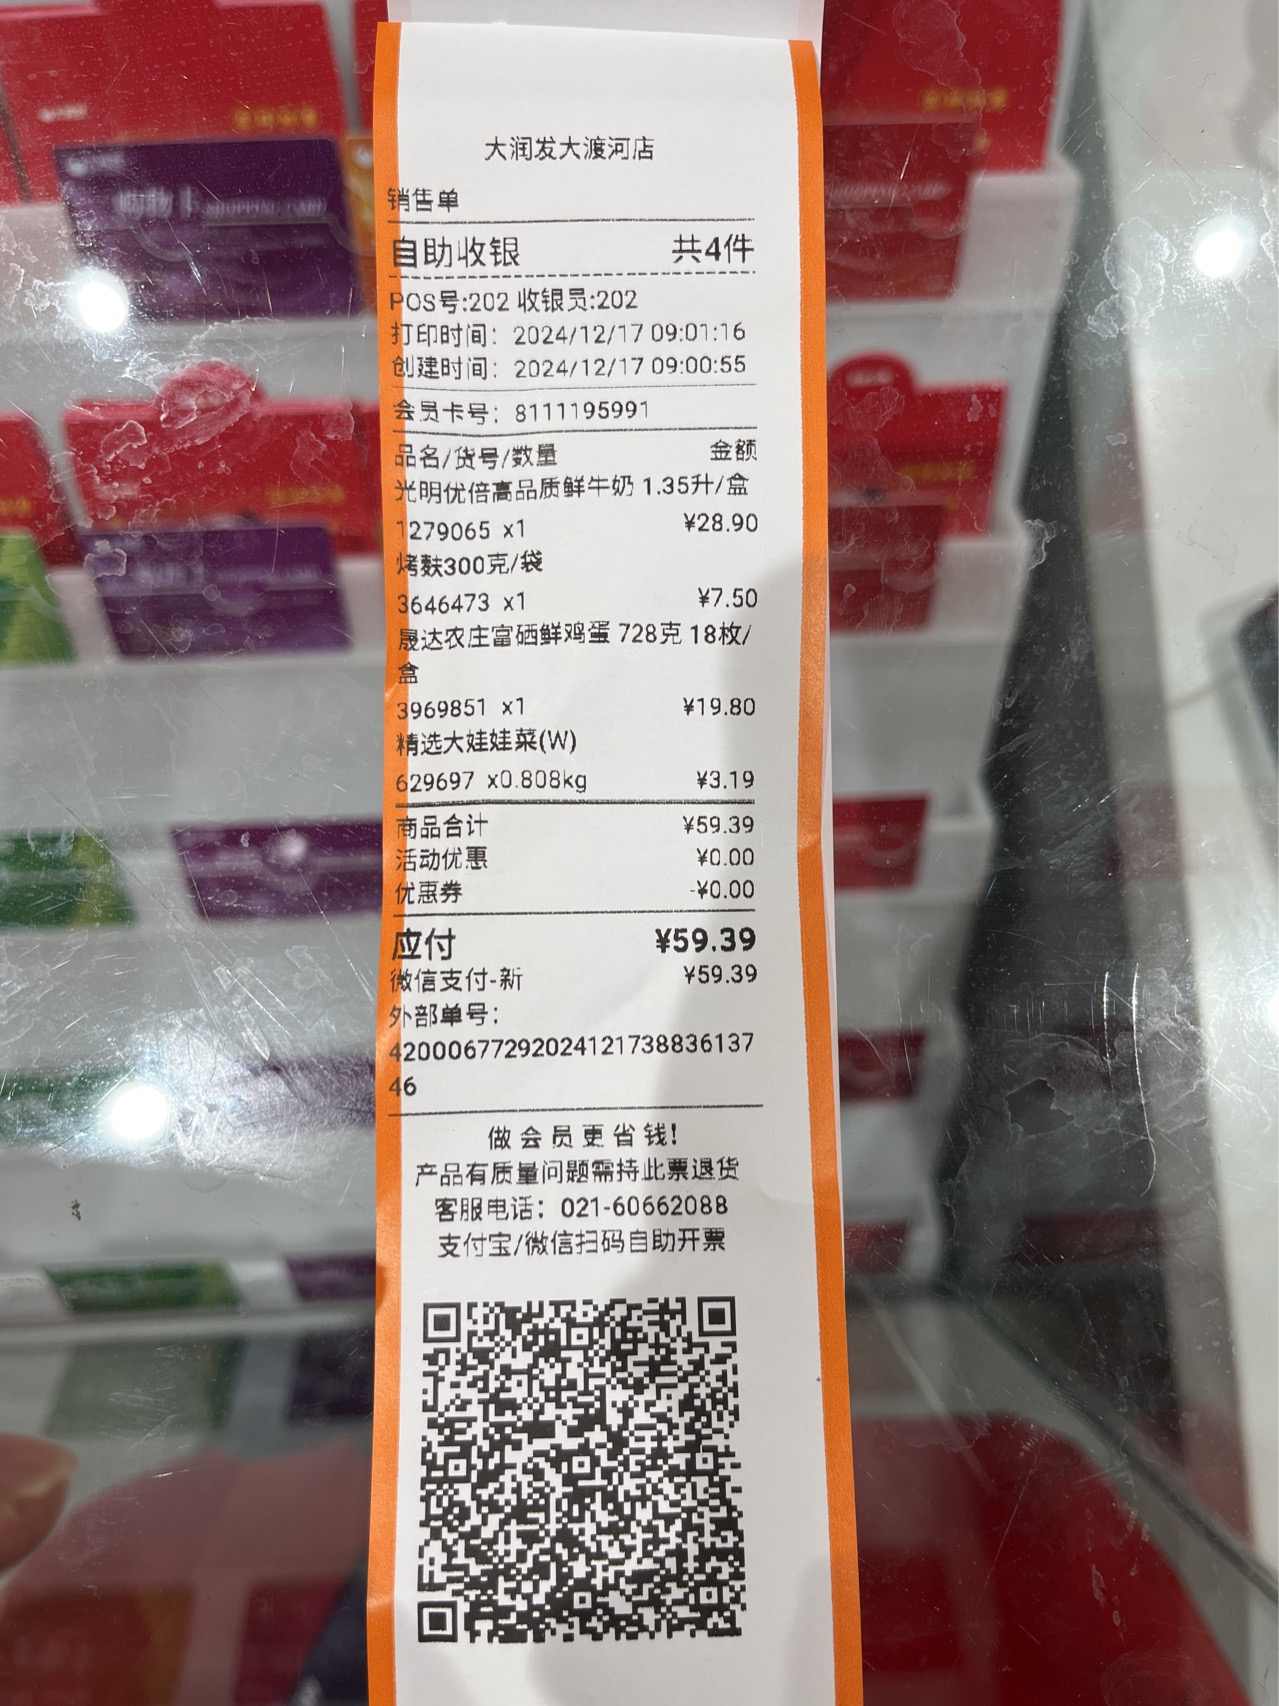 大润发大渡河店
销售单
自助收银 共4件
POS号:202 收银员:202
打印时间：2024/12/17 09:01:16
创建时间：2024/12/17 09:00:55
会员卡号：8111195991
品名/货号/数量 金额
光明优倍高品质鲜牛奶 1.35升/盒
1279065 x1 ¥28.90
烤麸300克/袋
3646473 x1 ¥7.50
晟达农庄富硒鲜鸡蛋 728克 18枚/
盒
3969851 x1 ¥19.80
精选大娃娃菜(W)
629697 x0.808kg ¥3.19
商品合计 ¥59.39
活动优惠 ¥0.00
优惠券 -¥0.00
应付 ¥59.39
微信支付-新 ¥59.39
外部单号：
42000677292024121738836137
46
做会员更省钱!
产品有质量问题需持此票退货
客服电话：021-60662088
支付宝/微信扫码自助开票
购物卡 SHOPPING CARD